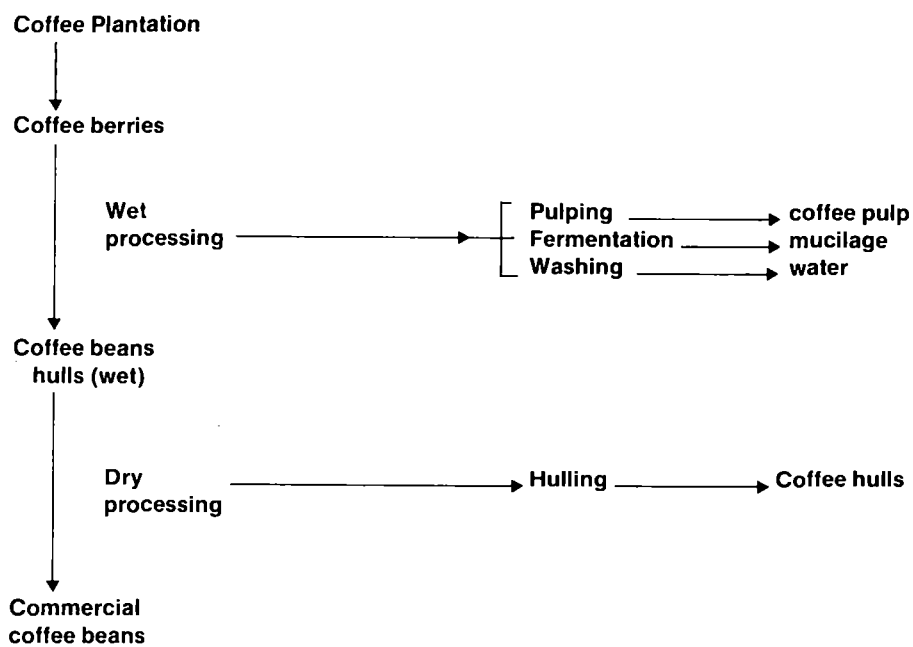 Coffee Plantation
Coffee berries
Wet
processing
Pulping
coffee pulp
Fermentation
mucilage
Washing
water
Coffee beans
hulls (wet)
Dry
processing
Hulling
Coffee hulls
Commercial
coffee beans